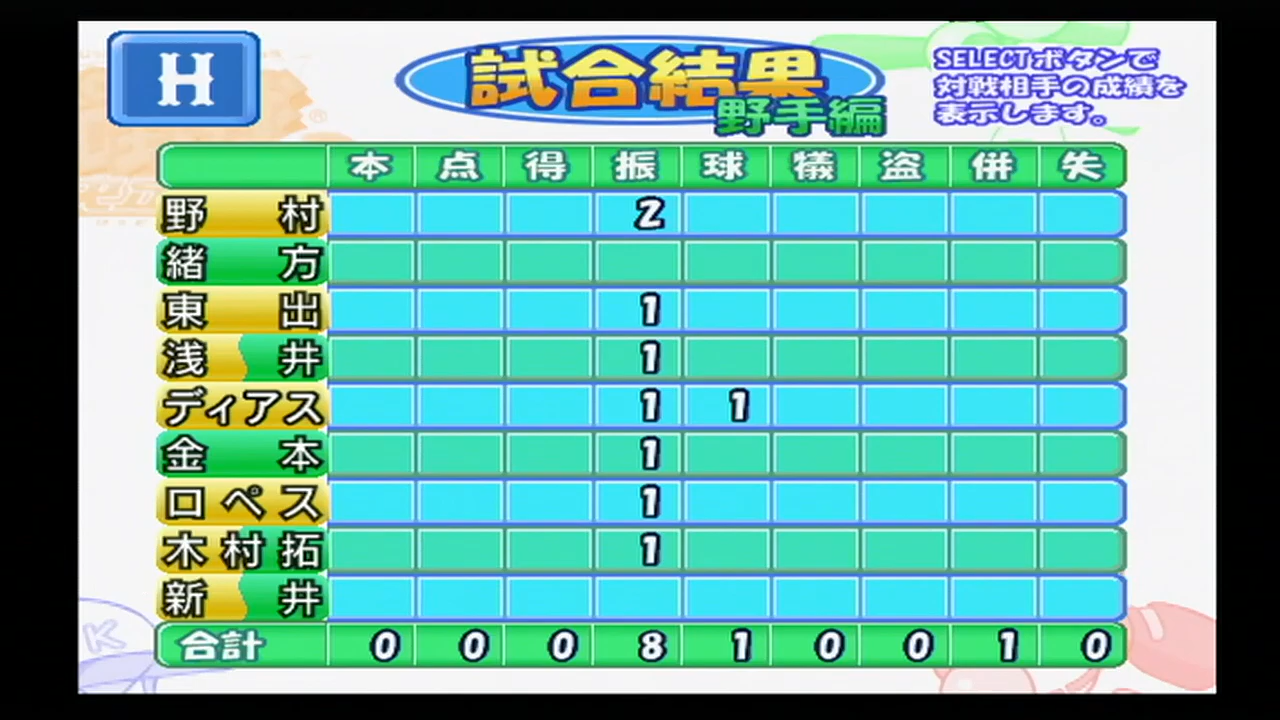 H
試合結果
野手編
SELECTボタンで
対戦相手の成績を
表示します。
本 点 得 振 球 犠 盗 併 失
野村 2
緒方
東出 1
浅井 1
ディアス 1 1
金本 1
ロペス 1
木村拓 1
新井
合計 0 0 0 8 1 0 0 1 0
K